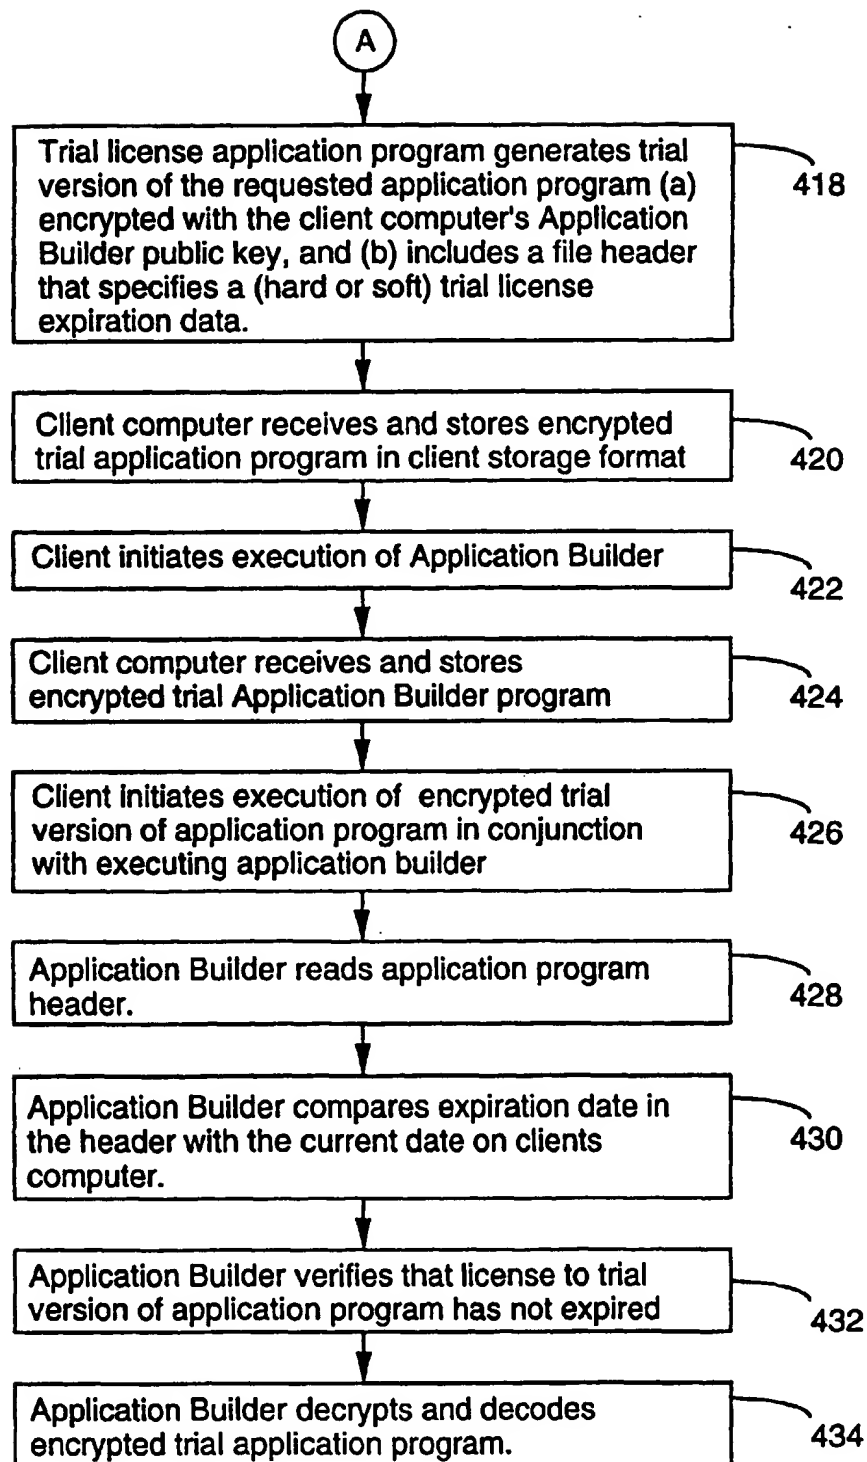 A
Trial license application program generates trial
version of the requested application program (a)
encrypted with the client computer's Application
Builder public key, and (b) includes a file header
that specifies a (hard or soft) trial license
expiration data.
418
Client computer receives and stores encrypted
trial application program in client storage format
420
Client initiates execution of Application Builder
422
Client computer receives and stores
encrypted trial Application Builder program
424
Client initiates execution of encrypted trial
version of application program in conjunction
with executing application builder
426
Application Builder reads application program
header.
428
Application Builder compares expiration date in
the header with the current date on clients
computer.
430
Application Builder verifies that license to trial
version of application program has not expired
432
Application Builder decrypts and decodes
encrypted trial application program.
434